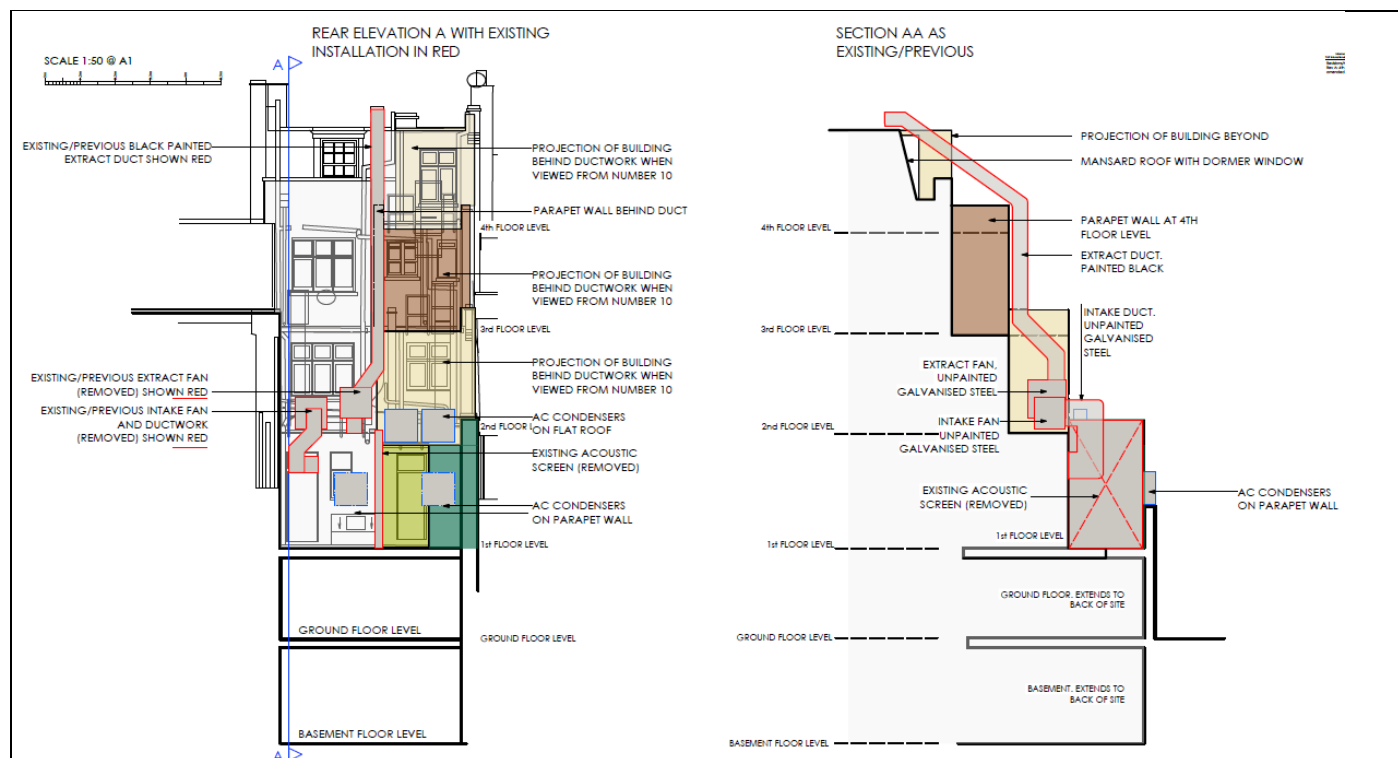 REAR ELEVATION A WITH EXISTING
INSTALLATION IN RED
SCALE 1:50 @ A1
A
EXISTING/PREVIOUS BLACK PAINTED
EXTRACT DUCT SHOWN RED
PROJECTION OF BUILDING
BEHIND DUCTWORK WHEN
VIEWED FROM NUMBER 10
PARAPET WALL BEHIND DUCT
4th FLOOR LEVEL
PROJECTION OF BUILDING
BEHIND DUCTWORK WHEN
VIEWED FROM NUMBER 10
3rd FLOOR LEVEL
PROJECTION OF BUILDING
BEHIND DUCTWORK WHEN
VIEWED FROM NUMBER 10
EXISTING/PREVIOUS EXTRACT FAN
(REMOVED) SHOWN RED
EXISTING/PREVIOUS INTAKE FAN
AND DUCTWORK
(REMOVED) SHOWN RED
AC CONDENSERS
ON FLAT ROOF
2nd FLOOR L
EXISTING ACOUSTIC
SCREEN (REMOVED)
AC CONDENSERS
ON PARAPET WALL
1st FLOOR LEVEL
GROUND FLOOR LEVEL
GROUND FLOOR LEVEL
BASEMENT FLOOR LEVEL
A
SECTION AA AS
EXISTING/PREVIOUS
PROJECTION OF BUILDING BEYOND
MANSARD ROOF WITH DORMER WINDOW
PARAPET WALL AT 4TH
FLOOR LEVEL
4th FLOOR LEVEL
EXTRACT DUCT.
PAINTED BLACK
INTAKE DUCT.
UNPAINTED
GALVANISED
STEEL
3rd FLOOR LEVEL
EXTRACT FAN,
UNPAINTED
GALVANISED STEEL
INTAKE FAN
UNPAINTED
GALVANISED STEEL
2nd FLOOR LEVEL
EXISTING ACOUSTIC
SCREEN (REMOVED)
AC CONDENSERS
ON PARAPET WALL
1st FLOOR LEVEL
1st FLOOR LEVEL
GROUND FLOOR. EXTENDS TO
BACK OF SITE
GROUND FLOOR LEVEL
BASEMENT. EXTENDS TO
BACK OF SITE
BASEMENT FLOOR LEVEL